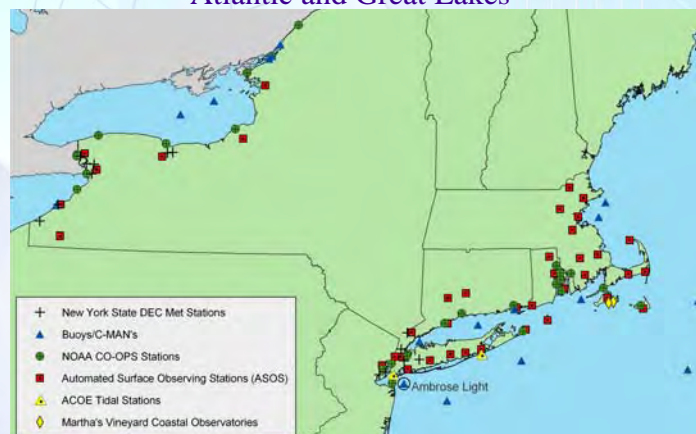 Atlantic and Great Lakes
New York State DEC Met Stations
Buoys/C-MAN's
NOAA CO-OPS Stations
Automated Surface Observing Stations (ASOS)
ACOE Tidal Stations
Martha's Vineyard Coastal Observatories
Ambrose Light